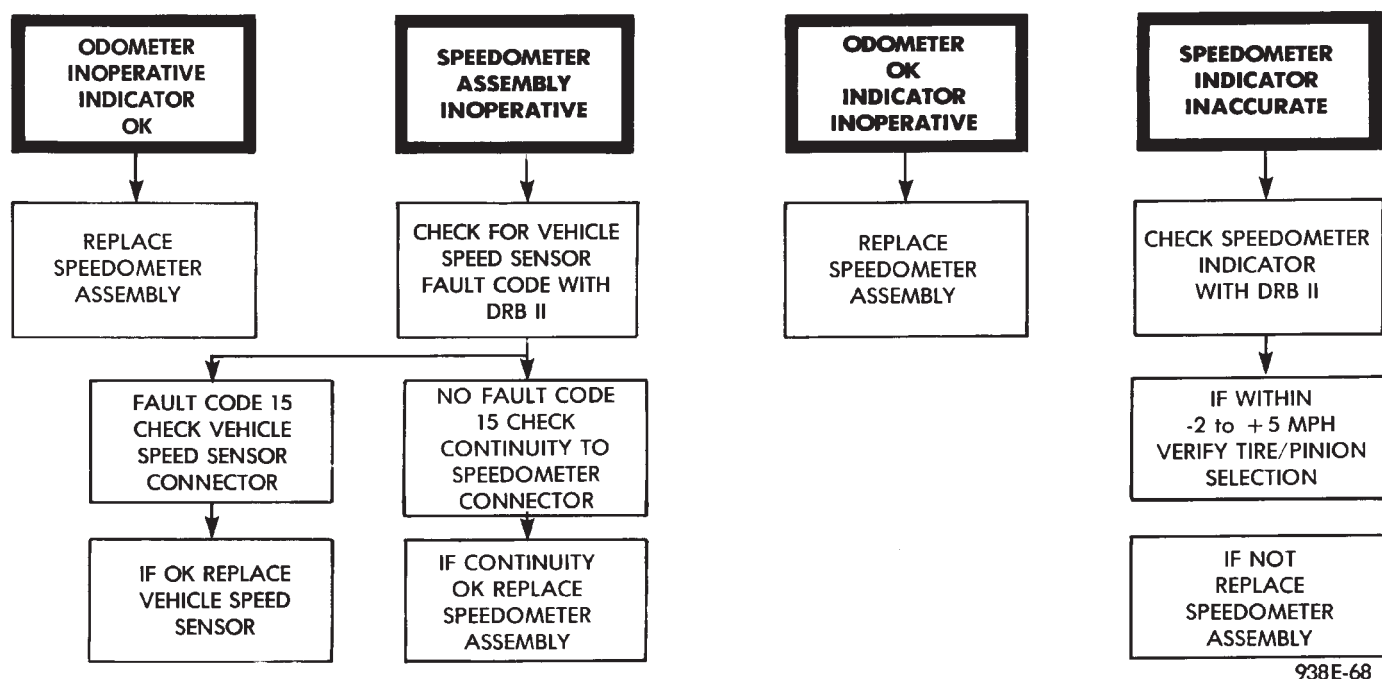 ODOMETER
INOPERATIVE
INDICATOR
OK
REPLACE
SPEEDOMETER
ASSEMBLY
SPEEDOMETER
ASSEMBLY
INOPERATIVE
CHECK FOR VEHICLE
SPEED SENSOR
FAULT CODE WITH
DRB II
FAULT CODE 15
CHECK VEHICLE
SPEED SENSOR
CONNECTOR
IF OK REPLACE
VEHICLE SPEED
SENSOR
NO FAULT CODE
15 CHECK
CONTINUITY TO
SPEEDOMETER
CONNECTOR
IF CONTINUITY
OK REPLACE
SPEEDOMETER
ASSEMBLY
ODOMETER
OK
INDICATOR
INOPERATIVE
REPLACE
SPEEDOMETER
ASSEMBLY
SPEEDOMETER
INDICATOR
INACCURATE
CHECK SPEEDOMETER
INDICATOR
WITH DRB II
IF WITHIN
-2 to +5 MPH
VERIFY TIRE/PINION
SELECTION
IF NOT
REPLACE
SPEEDOMETER
ASSEMBLY
938E-68